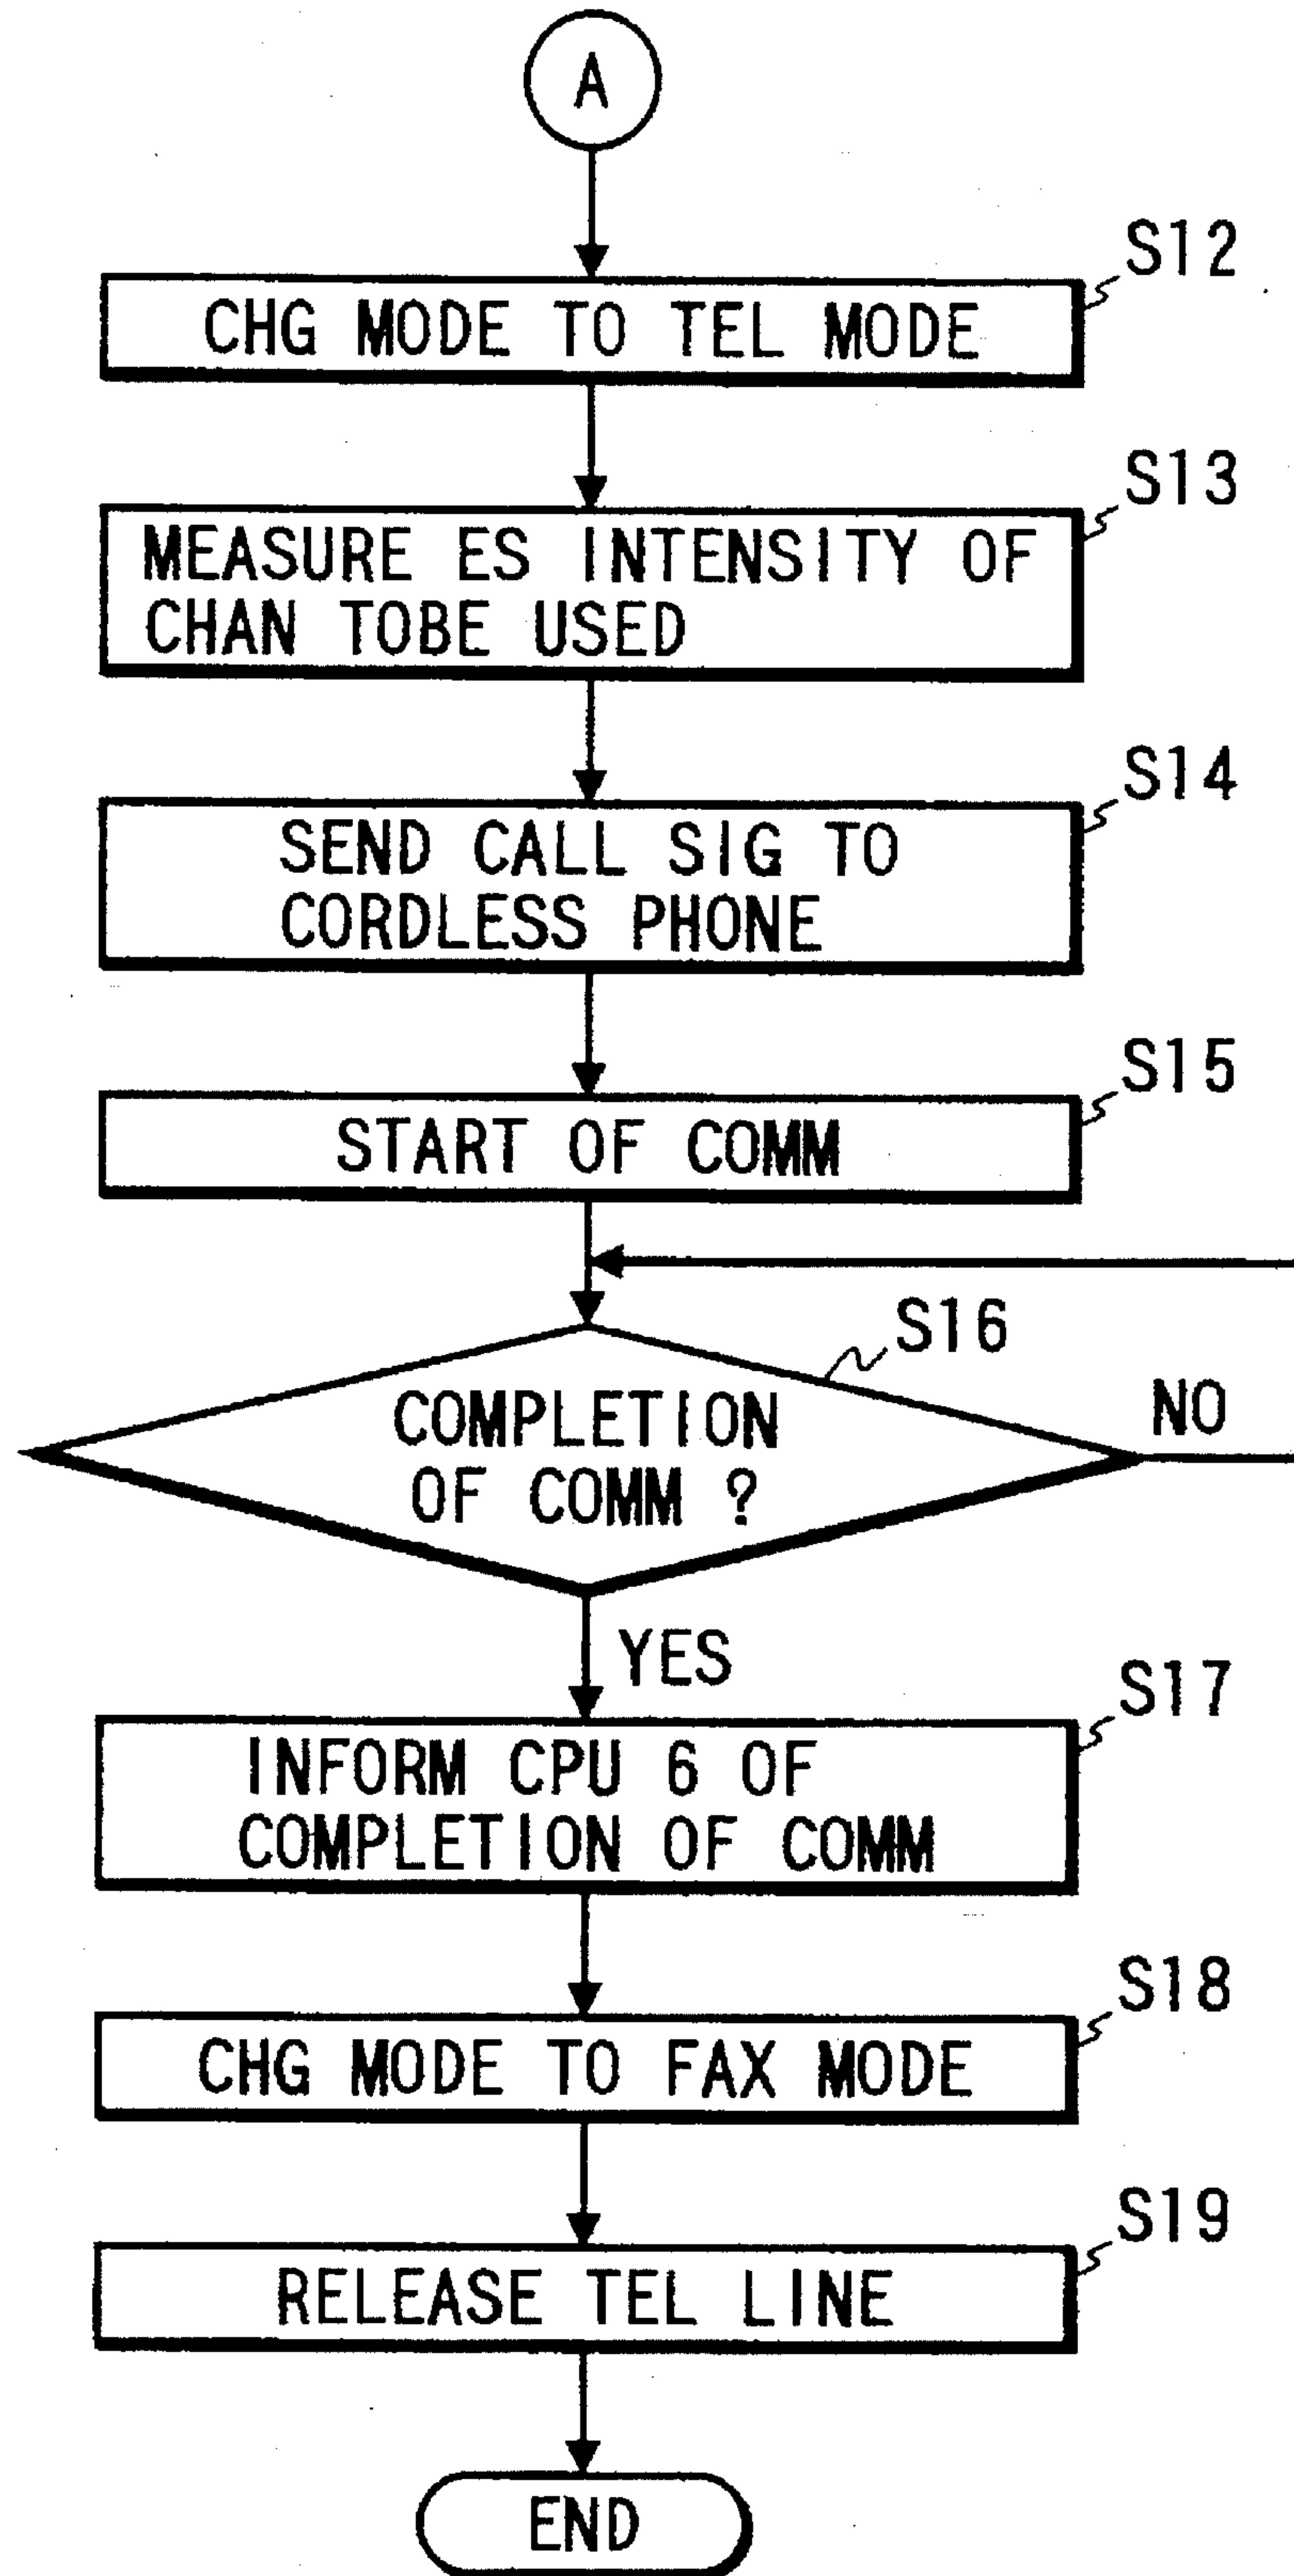 A
S12
CHG MODE TO TEL MODE
S13
MEASURE ES INTENSITY OF
CHAN TOBE USED
S14
SEND CALL SIG TO
CORDLESS PHONE
S15
START OF COMM
S16
COMPLETION
OF COMM ?
NO
YES
S17
INFORM CPU 6 OF
COMPLETION OF COMM
S18
CHG MODE TO FAX MODE
S19
RELEASE TEL LINE
END